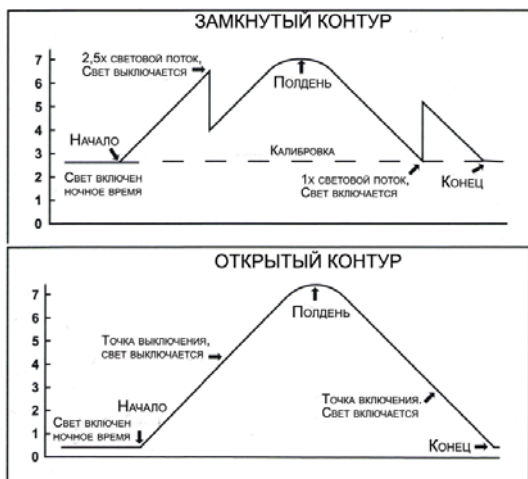 ЗАМКНУТЫЙ КОНТУР
7
6
5
4
3
2
1
0
2,5х СВЕТОВОЙ ПОТОК,
СВЕТ ВЫКЛЮЧАЕТСЯ
ПОЛДЕНЬ
НАЧАЛО
КАЛИБРОВКА
СВЕТ ВКЛЮЧЕН
НОЧНОЕ ВРЕМЯ
1х СВЕТОВОЙ ПОТОК,
СВЕТ ВКЛЮЧАЕТСЯ
КОНЕЦ
ОТКРЫТЫЙ КОНТУР
7
6
5
4
3
2
1
0
ПОЛДЕНЬ
ТОЧКА ВЫКЛЮЧЕНИЯ,
СВЕТ ВЫКЛЮЧАЕТСЯ
НАЧАЛО
СВЕТ ВКЛЮЧЕН
НОЧНОЕ ВРЕМЯ
ТОЧКА ВКЛЮЧЕНИЯ.
СВЕТ ВКЛЮЧАЕТСЯ
КОНЕЦ